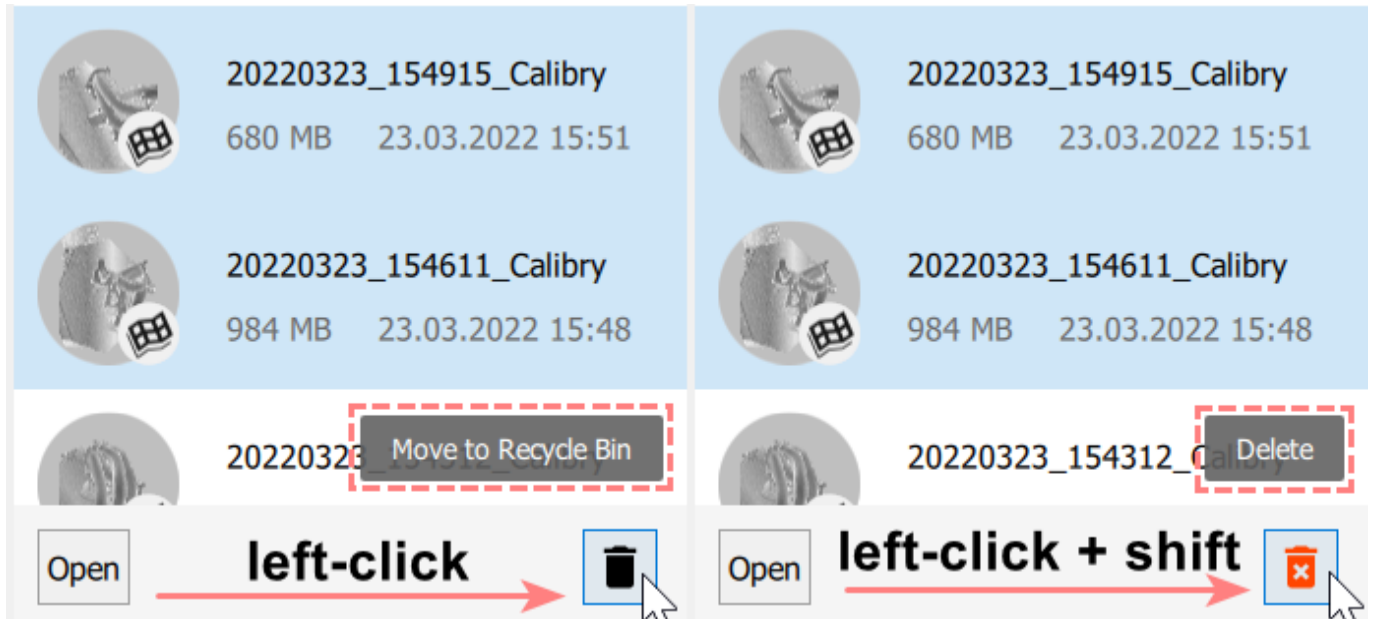 20220323_154915_Calibry
680 MB 23.03.2022 15:51
20220323_154611_Calibry
984 MB 23.03.2022 15:48
20220323_154312_Calibry
Move to Recycle Bin
Open
left-click
20220323_154915_Calibry
680 MB 23.03.2022 15:51
20220323_154611_Calibry
984 MB 23.03.2022 15:48
20220323_154312_Calibry
Delete
Open
left-click + shift